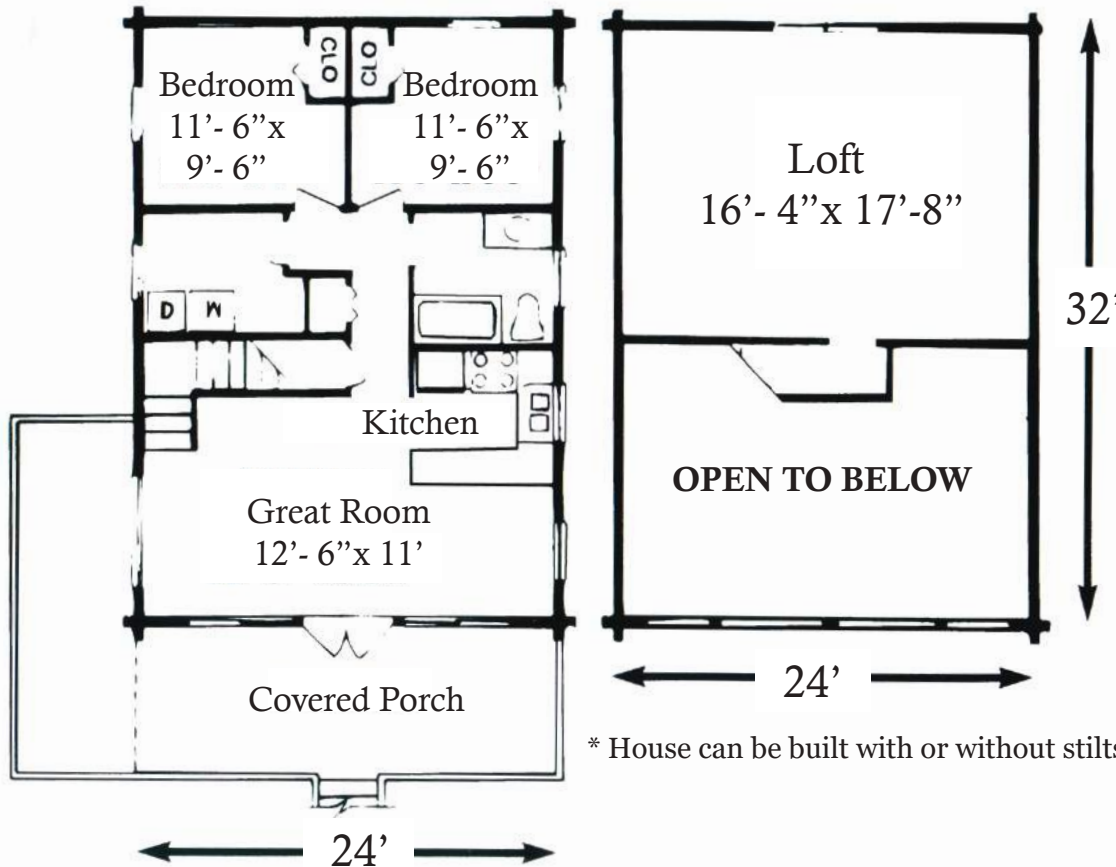 CLO
CLO
Bedroom
11'- 6”x
9'- 6”
Bedroom
11'- 6”x
9'- 6”
D
W
Kitchen
Great Room
12'- 6”x 11'
Covered Porch
24'
Loft
16'- 4”x 17'-8”
OPEN TO BELOW
32'
24'
* House can be built with or without stilts